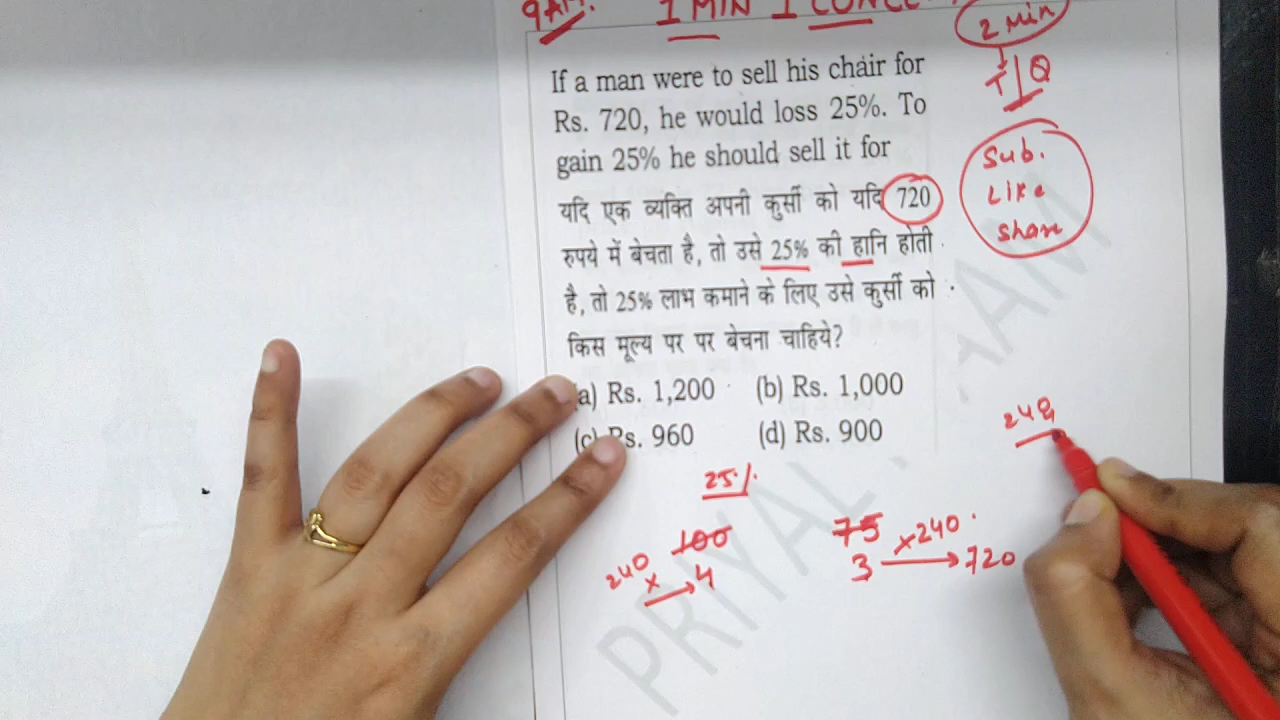 9AM. 1 MIN 1
2 Min
T/Q
If a man were to sell his chair for
Rs. 720, he would loss 25%. To
gain 25% he should sell it for
यदि एक व्यक्ति अपनी कुर्सी को यदि 720
रुपये में बेचता है, तो उसे 25% की हानि होती
है, तो 25% लाभ कमाने के लिए उसे कुर्सी को
किस मूल्य पर पर बेचना चाहिये?
(a) Rs. 1,200 (b) Rs. 1,000
(c) Rs. 960 (d) Rs. 900
Sub.
Like
Share
25%.
100 75
240 × → 4
3 ×240 → 720
PRIYAL